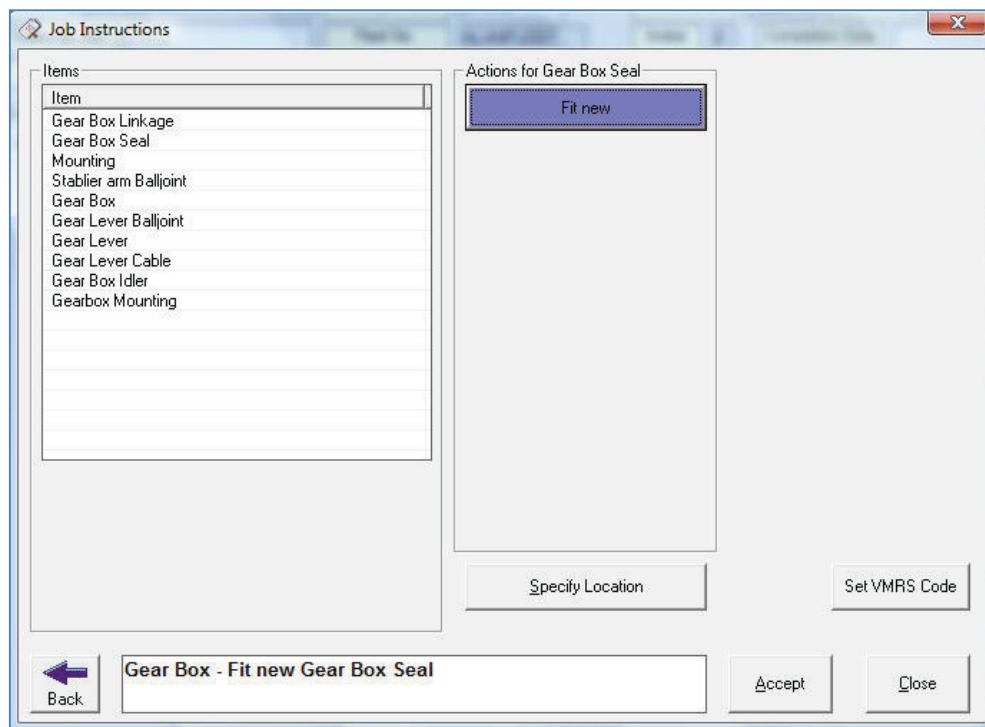 Job Instructions
Items
Item
Gear Box Linkage
Gear Box Seal
Mounting
Stablier arm Balljoint
Gear Box
Gear Lever Balljoint
Gear Lever
Gear Lever Cable
Gear Box Idler
Gearbox Mounting
Actions for Gear Box Seal
Fit new
Specify Location
Set VMRS Code
Back
Gear Box - Fit new Gear Box Seal
Accept
Close